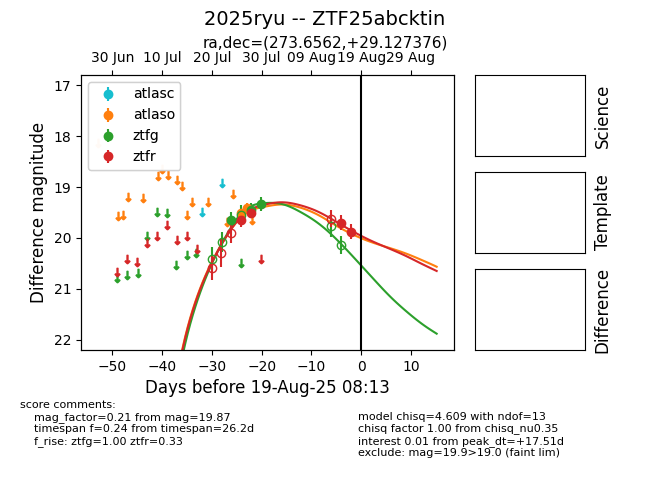 2025ryu -- ZTF25abcktin
ra,dec=(273.6562,+29.127376)
30 Jun 10 Jul 20 Jul 30 Jul 09 Aug 19 Aug 29 Aug
atlasc
atlaso
ztfg
ztfr
17
18
19
20
21
22
Difference magnitude
−50 −40 −30 −20 −10 0 10
Days before 19-Aug-25 08:13
Science
Template
Difference
score comments:
mag_factor=0.21 from mag=19.87
timespan f=0.24 from timespan=26.2d
f_rise: ztfg=1.00 ztfr=0.33
model chisq=4.609 with ndof=13
chisq factor 1.00 from chisq_nu0.35
interest 0.01 from peak_dt=+17.51d
exclude: mag=19.9>19.0 (faint lim)